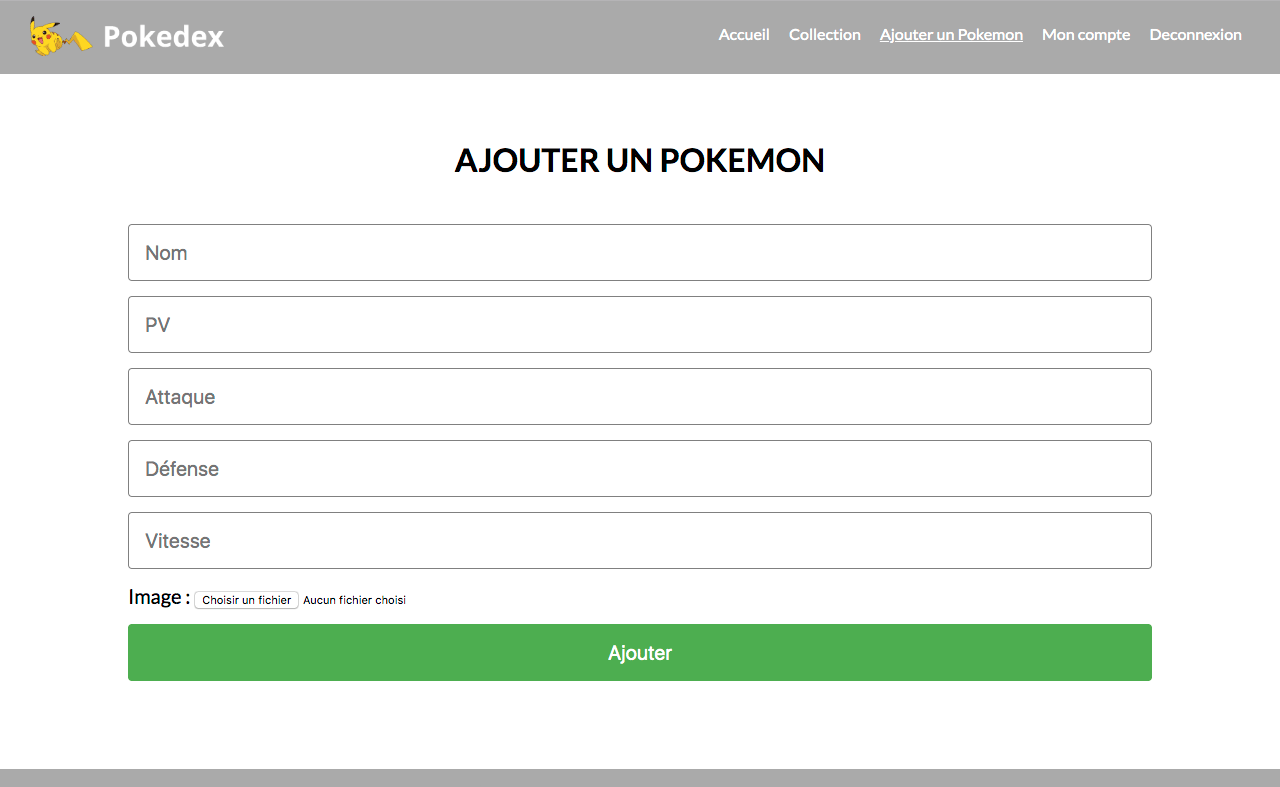 Pokedex
Accueil Collection Ajouter un Pokemon Mon compte Deconnexion
AJOUTER UN POKEMON
Nom
PV
Attaque
Défense
Vitesse
Image : Choisir un fichier Aucun fichier choisi
Ajouter